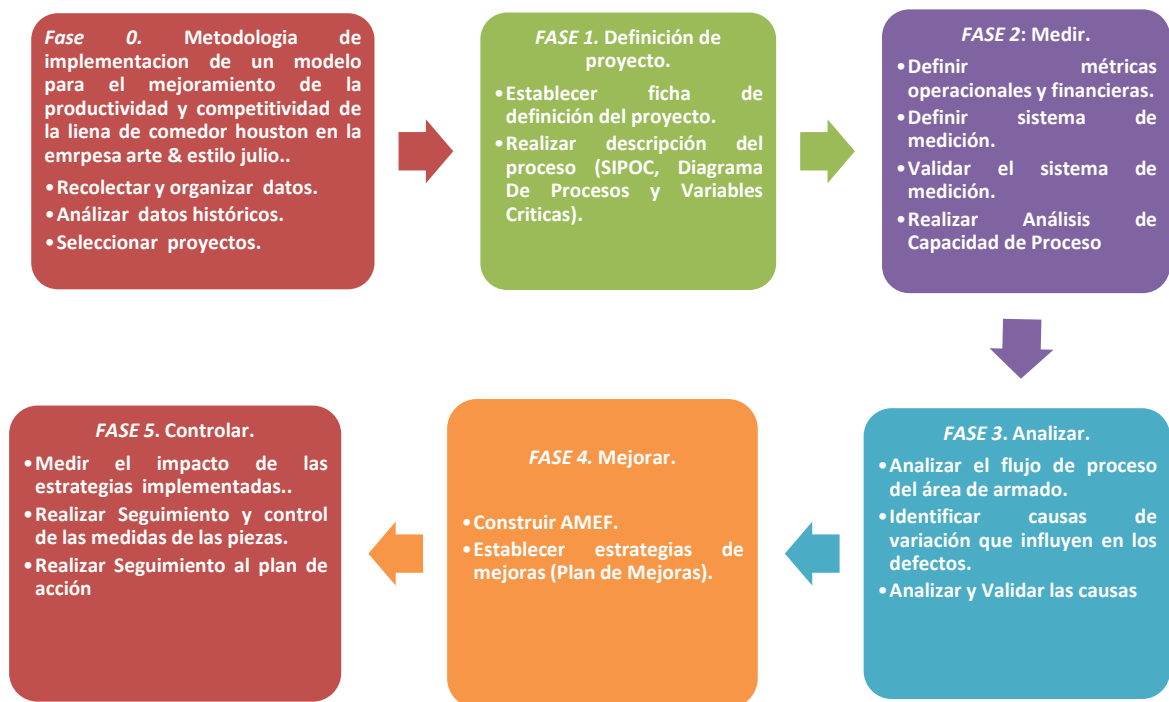 Fase 0. Metodologia de
implementacion de un modelo
para el mejoramiento de la
productividad y competitividad de
la liena de comedor houston en la
emrpesa arte & estilo julio..
•Recolectar y organizar datos.
•Análizar datos históricos.
•Seleccionar proyectos.
FASE 1. Definición de
proyecto.
•Establecer ficha de
definición del proyecto.
•Realizar descripción del
proceso (SIPOC, Diagrama
De Procesos y Variables
Criticas).
FASE 2: Medir.
•Definir métricas
operacionales y financieras.
•Definir sistema de
medición.
•Validar el sistema de
medición.
•Realizar Análisis de
Capacidad de Proceso
FASE 3. Analizar.
•Analizar el flujo de proceso
del área de armado.
•Identificar causas de
variación que influyen en los
defectos.
•Analizar y Validar las causas
FASE 4. Mejorar.
•Construir AMEF.
•Establecer estrategias de
mejoras (Plan de Mejoras).
FASE 5. Controlar.
•Medir el impacto de las
estrategias implementadas..
•Realizar Seguimiento y control
de las medidas de las piezas.
•Realizar Seguimiento al plan de
acción